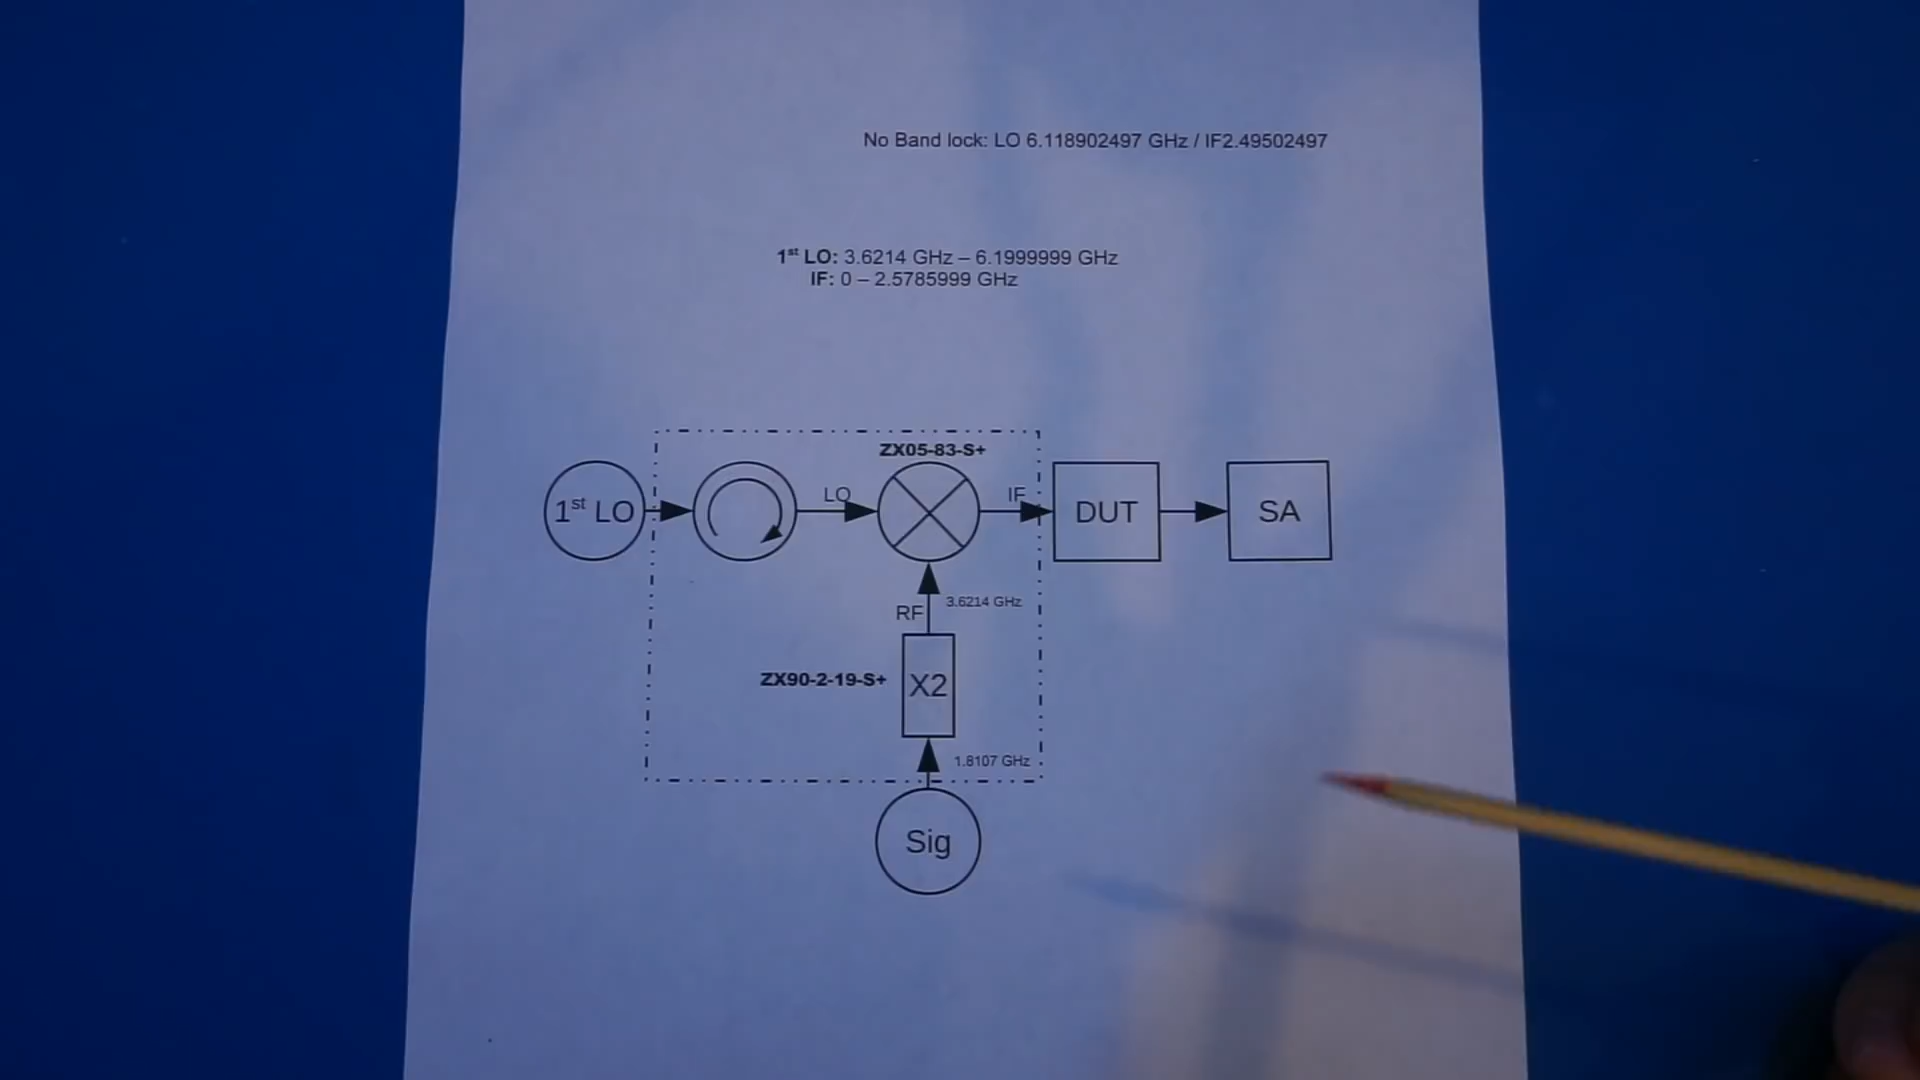 No Band lock: LO 6.118902497 GHz / IF2.49502497
1st LO: 3.6214 GHz – 6.1999999 GHz
IF: 0 – 2.5785999 GHz
ZX05-83-S+
1st LO
LO
IF
DUT
SA
RF
3.6214 GHz
ZX90-2-19-S+
X2
1.8107 GHz
Sig